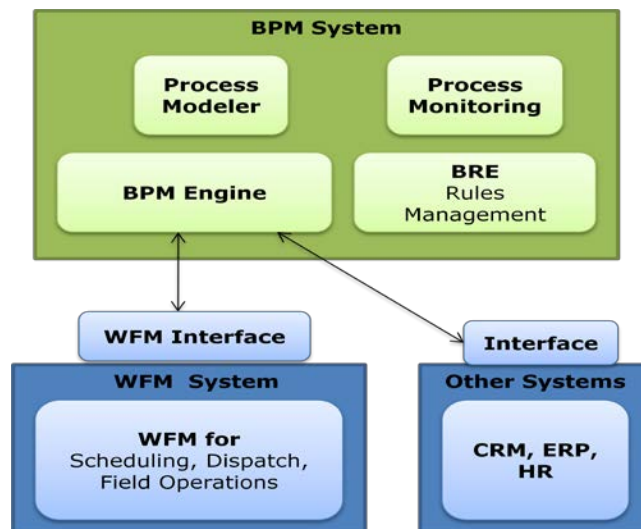 BPM System
Process
Modeler
Process
Monitoring
BPM Engine
BRE
Rules
Management
WFM Interface
Interface
WFM System
Other Systems
WFM for
Scheduling, Dispatch,
Field Operations
CRM, ERP,
HR